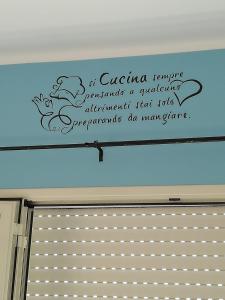 si Cucina sempre
pensando a qualcuno
altrimenti stai solo
preparando da mangiare.